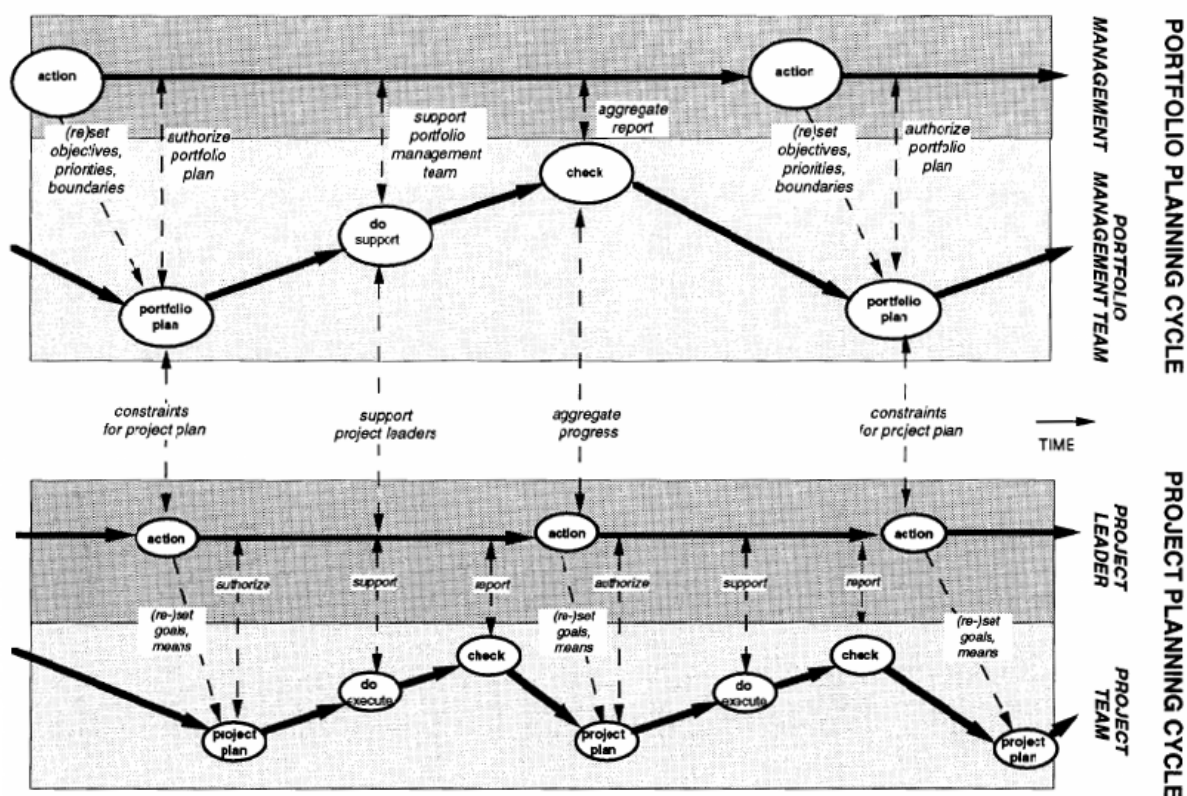 action
(re)set
objectives,
priorities,
boundaries
authorize
portfolio
plan
support
portfolio
management
team
aggregate
report
action
(re)set
objectives,
priorities,
boundaries
authorize
portfolio
plan
MANAGEMENT
do
support
check
portfolio
plan
portfolio
plan
PORTFOLIO
MANAGEMENT TEAM
PORTFOLIO PLANNING CYCLE
constraints
for project plan
support
project leaders
aggregate
progress
constraints
for project plan
TIME
action
action
action
authorize
support
report
authorize
support
report
PROJECT
LEADER
(re-)set
goals,
means
(re-)set
goals,
means
(re-)set
goals,
means
project
plan
do
execute
check
project
plan
do
execute
check
project
plan
PROJECT
TEAM
PROJECT PLANNING CYCLE